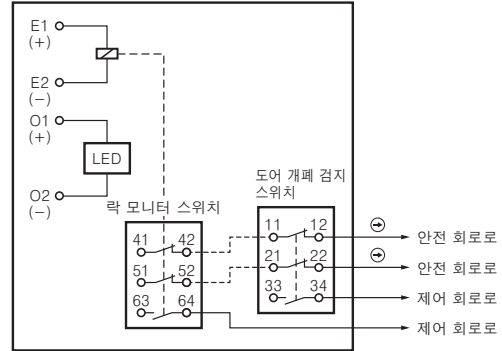 E1
(+)
E2
(−)
O1
(+)
LED
O2
(−)
락 모니터 스위치
41 42
51 52
63 64
도어 개폐 검지
스위치
11 12
21 22
33 34
안전 회로로
안전 회로로
제어 회로로
제어 회로로